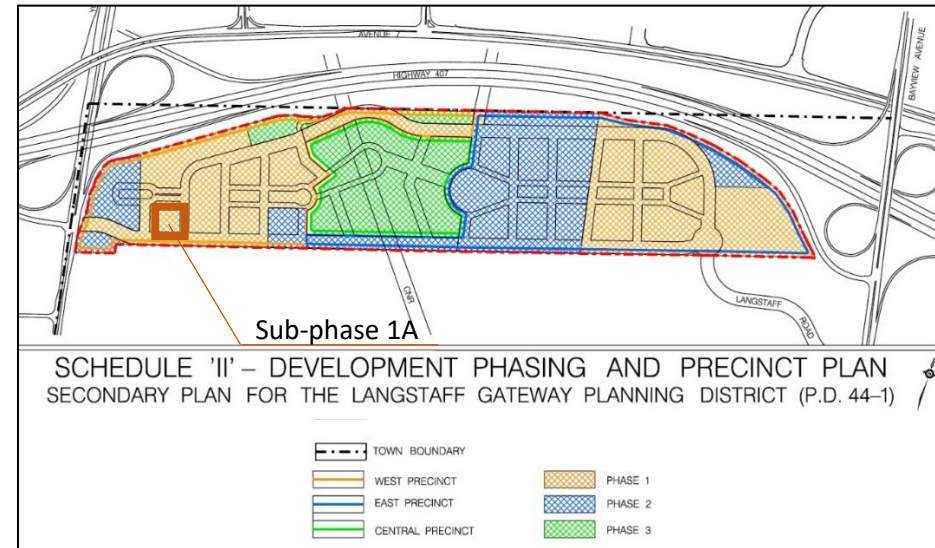 AVENUE 7
HIGHWAY 407
BAYVIEW AVENUE
CNR
LANGSTAFF
ROAD
Sub-phase 1A
SCHEDULE 'II' – DEVELOPMENT PHASING AND PRECINCT PLAN
SECONDARY PLAN FOR THE LANGSTAFF GATEWAY PLANNING DISTRICT (P.D. 44–1)
TOWN BOUNDARY
WEST PRECINCT
PHASE 1
EAST PRECINCT
PHASE 2
CENTRAL PRECINCT
PHASE 3